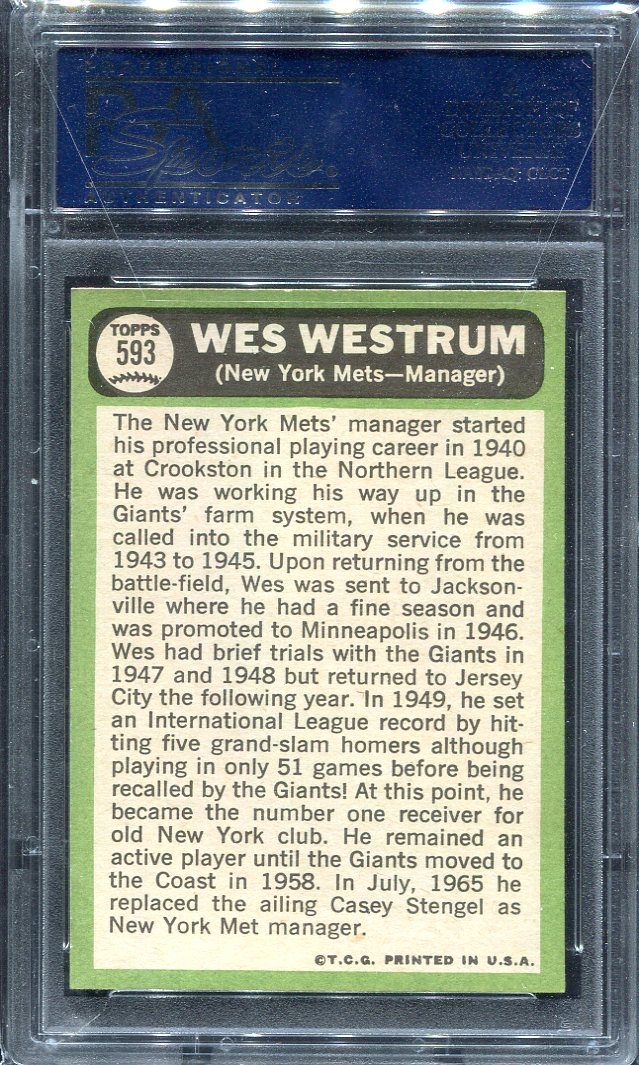 PSA
Sports
AUTHENTICATOR
A
DIVISION OF
COLLECTORS
UNIVERSE
NASDAQ: CLCT
TOPPS
593
WES WESTRUM
(New York Mets—Manager)
The New York Mets' manager started
his professional playing career in 1940
at Crookston in the Northern League.
He was working his way up in the
Giants' farm system, when he was
called into the military service from
1943 to 1945. Upon returning from the
battle-field, Wes was sent to Jackson-
ville where he had a fine season and
was promoted to Minneapolis in 1946.
Wes had brief trials with the Giants in
1947 and 1948 but returned to Jersey
City the following year. In 1949, he set
an International League record by hit-
ting five grand-slam homers although
playing in only 51 games before being
recalled by the Giants! At this point, he
became the number one receiver for
old New York club. He remained an
active player until the Giants moved to
the Coast in 1958. In July, 1965 he
replaced the ailing Casey Stengel as
New York Met manager.
©T.C.G. PRINTED IN U.S.A.